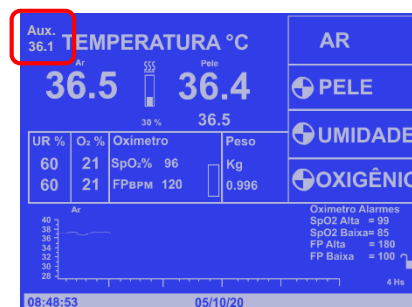 Aux.
36.1
TEMPERATURA °C
Ar
Pele
36.5
36.4
30 %
36.5
UR %
O₂ %
Oximetro
Peso
60
21
SpO₂% 96
Kg
60
21
FPBPM 120
0.996
AR
PELE
UMIDADE
OXIGÊNIO
Ar
40
38
36
34
32
30
28
Oximetro Alarmes
SpO2 Alta = 99
SpO2 Baixa= 85
FP Alta = 180
FP Baixa = 100
4 Hs
08:48:53
05/10/20